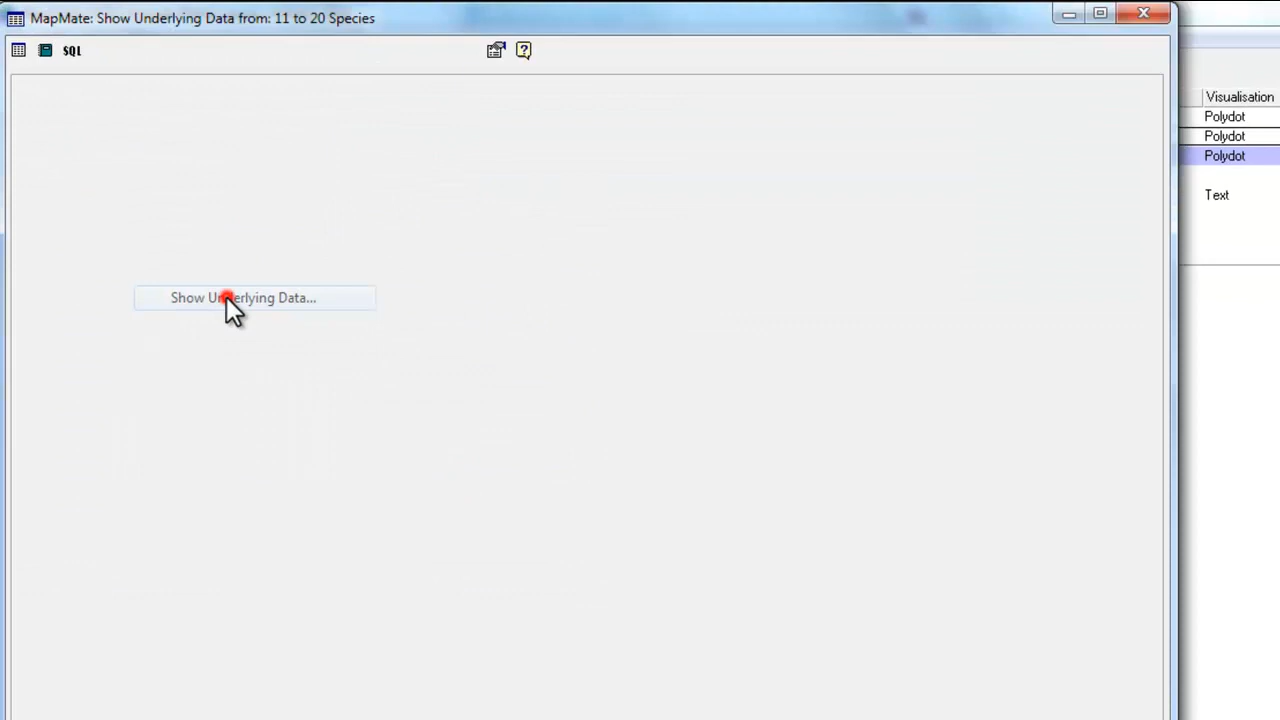 MapMate: Show Underlying Data from: 11 to 20 Species
SQL
Visualisation
Polydot
Polydot
Polydot
Text
Show Underlying Data...